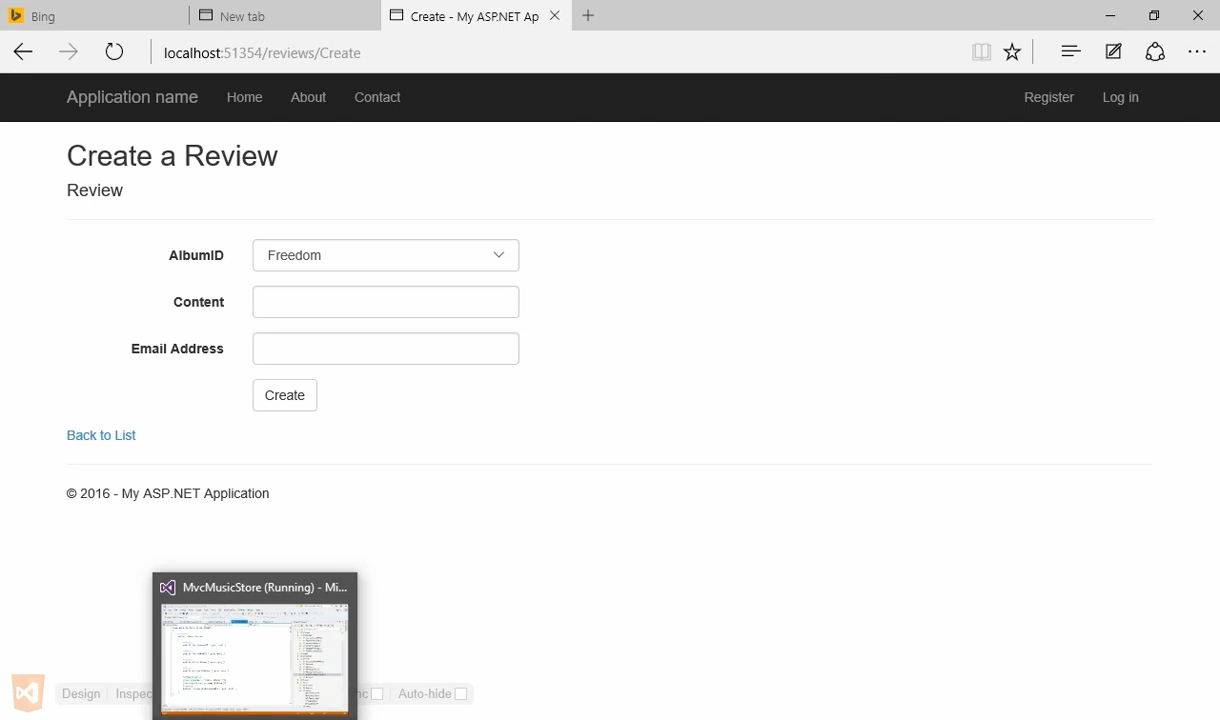 Bing
New tab
Create - My ASP.NET Ap
localhost:51354/reviews/Create
Application name
Home
About
Contact
Register
Log in
Create a Review
Review
AlbumID
Freedom
Content
Email Address
Create
Back to List
© 2016 - My ASP.NET Application
MvcMusicStore (Running) - Mi...
Design
Inspec
Auto-hide